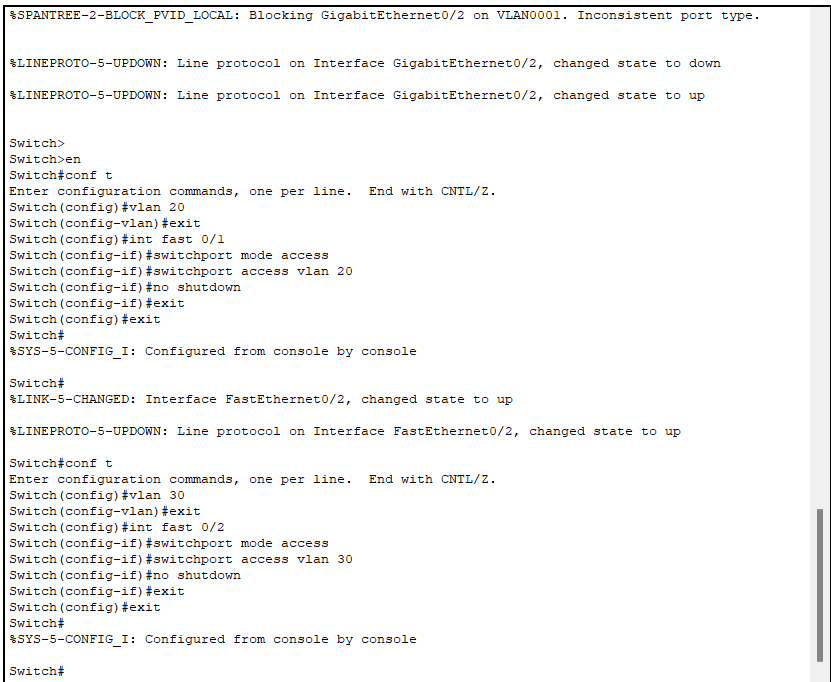 %SPANTREE-2-BLOCK_PVID_LOCAL: Blocking GigabitEthernet0/2 on VLAN0001. Inconsistent port type.
%LINEPROTO-5-UPDOWN: Line protocol on Interface GigabitEthernet0/2, changed state to down
%LINEPROTO-5-UPDOWN: Line protocol on Interface GigabitEthernet0/2, changed state to up
Switch>
Switch>en
Switch#conf t
Enter configuration commands, one per line.  End with CNTL/Z.
Switch(config)#vlan 20
Switch(config-vlan)#exit
Switch(config)#int fast 0/1
Switch(config-if)#switchport mode access
Switch(config-if)#switchport access vlan 20
Switch(config-if)#no shutdown
Switch(config-if)#exit
Switch(config)#exit
Switch#
%SYS-5-CONFIG_I: Configured from console by console
Switch#
%LINK-5-CHANGED: Interface FastEthernet0/2, changed state to up
%LINEPROTO-5-UPDOWN: Line protocol on Interface FastEthernet0/2, changed state to up
Switch#conf t
Enter configuration commands, one per line.  End with CNTL/Z.
Switch(config)#vlan 30
Switch(config-vlan)#exit
Switch(config)#int fast 0/2
Switch(config-if)#switchport mode access
Switch(config-if)#switchport access vlan 30
Switch(config-if)#no shutdown
Switch(config-if)#exit
Switch(config)#exit
Switch#
%SYS-5-CONFIG_I: Configured from console by console
Switch#